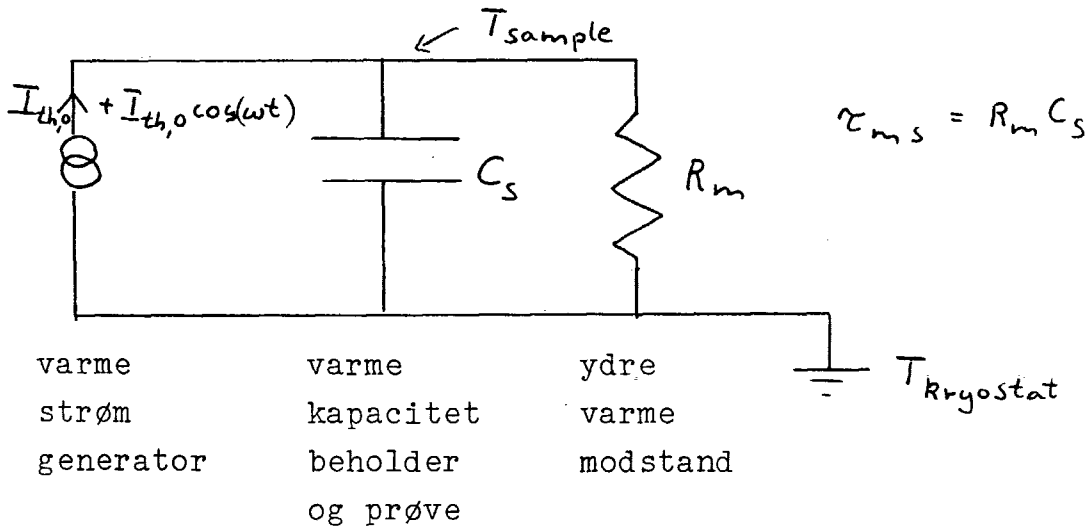 T_sample
I_th,0 + I_th,0 cos(ωt)
τ_ms = R_m C_s
C_s
R_m
T_kryostat
varme
strøm
generator
varme
kapacitet
beholder
og prøve
ydre
varme
modstand